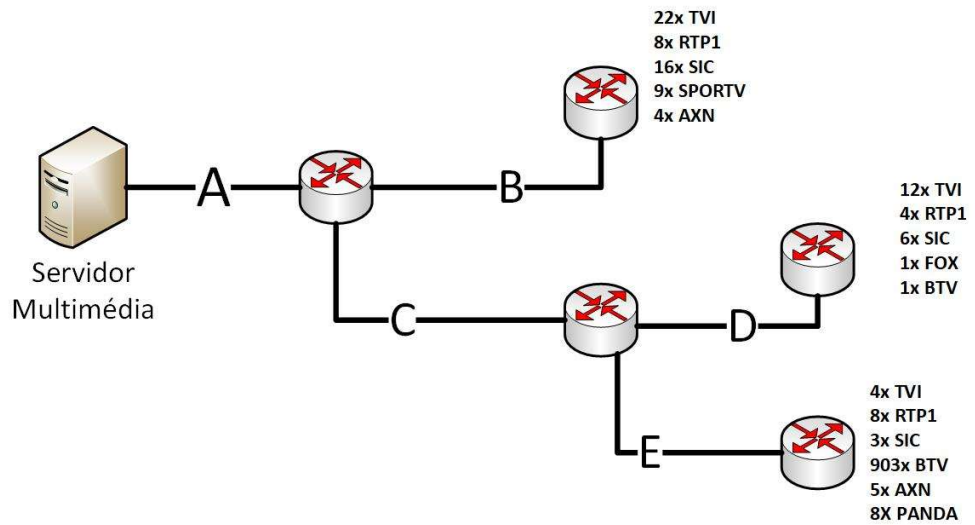 22x TVI
8x RTP1
16x SIC
9x SPORTV
4x AXN
A
B
Servidor
Multimédia
12x TVI
4x RTP1
6x SIC
1x FOX
1x BTV
C
D
4x TVI
8x RTP1
3x SIC
903x BTV
5x AXN
8X PANDA
E